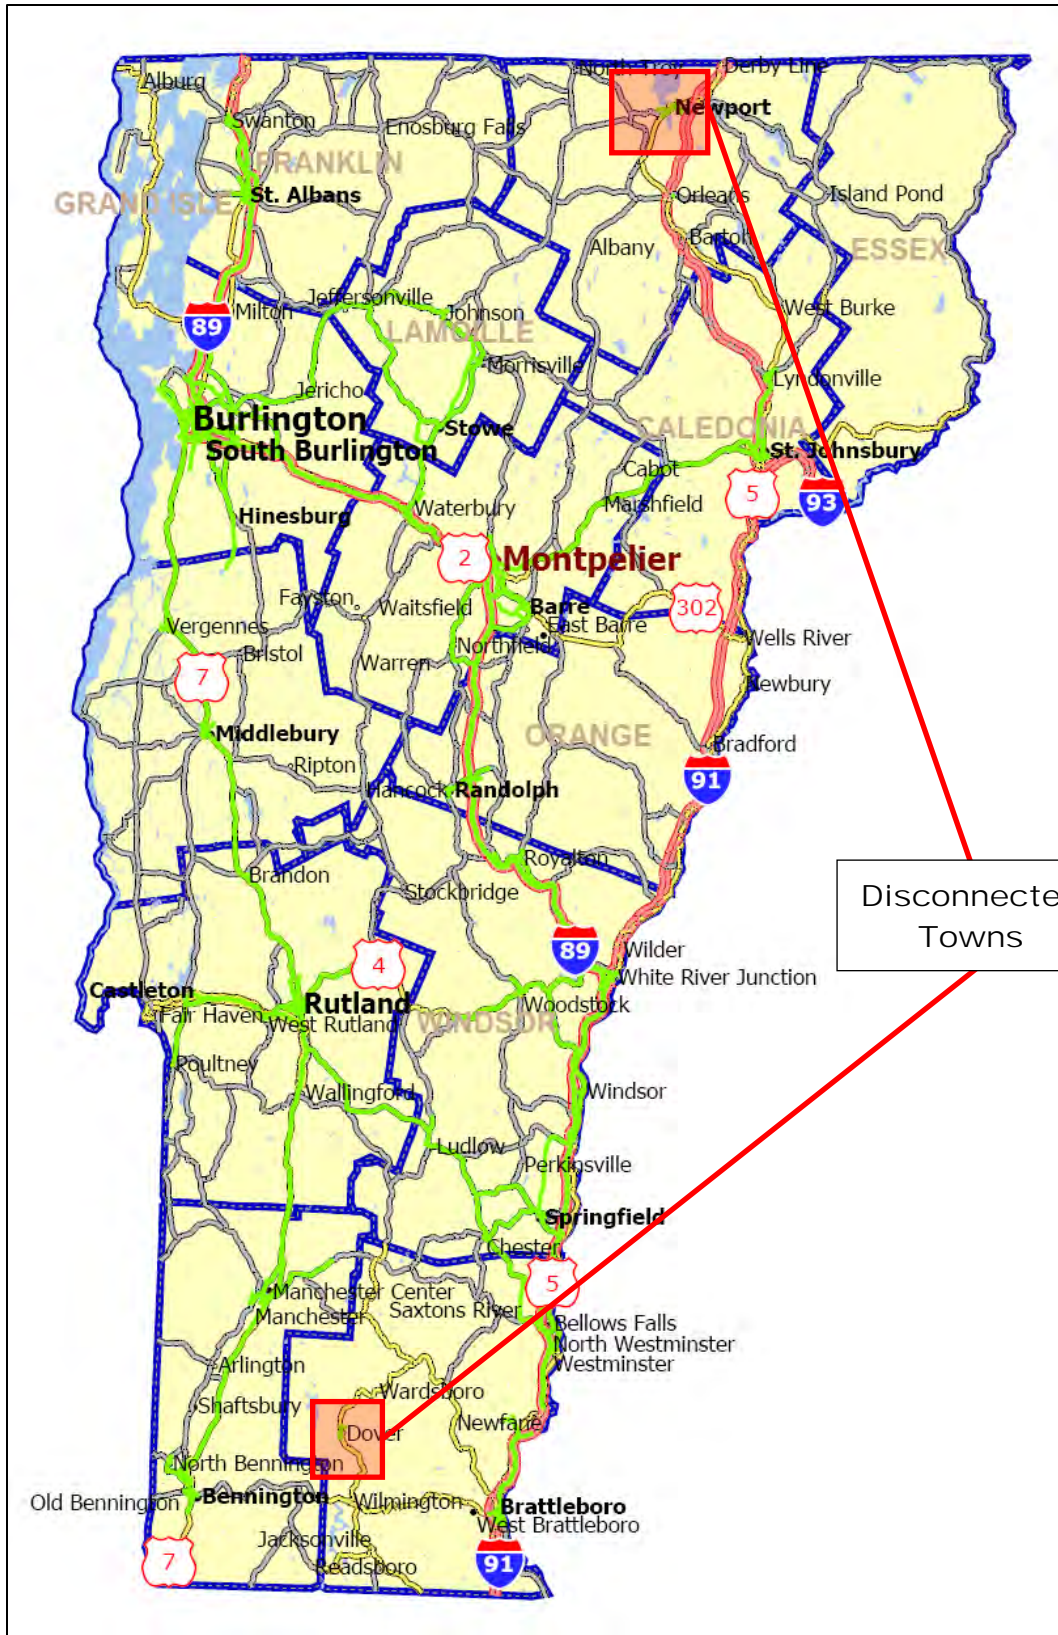 North Troy
Derby Line
Alburg
Newport
Swanton
Enosburg Falls
FRANKLIN
St. Albans
GRAND ISLE
Orleans
Island Pond
Barton
Albany
ESSEX
Jeffersonville
Milton
Johnson
West Burke
89
LAMOILLE
Morrisville
Jericho
Lyndonville
Burlington
Stowe
CALEDONIA
South Burlington
St. Johnsbury
Cabot
5
93
Marshfield
Waterbury
Hinesburg
2
Montpelier
Fayston
Waitsfield
Barre
302
East Barre
Vergennes
Northfield
Wells River
Bristol
Warren
7
Newbury
Middlebury
ORANGE
Bradford
Ripton
91
Hancock
Randolph
Royalton
Brandon
Stockbridge
Disconnecte
Towns
89
Wilder
4
White River Junction
Castleton
Rutland
Woodstock
Fair Haven
West Rutland
WINDSOR
Poultney
Wallingford
Windsor
Ludlow
Perkinsville
Springfield
Chester
5
Manchester Center
Saxtons River
Manchester
Bellows Falls
North Westminster
Westminster
Arlington
Wardsboro
Shaftsbury
Newfane
Dover
North Bennington
Old Bennington
Bennington
Wilmington
Brattleboro
West Brattleboro
Jacksonville
7
Readsboro
91